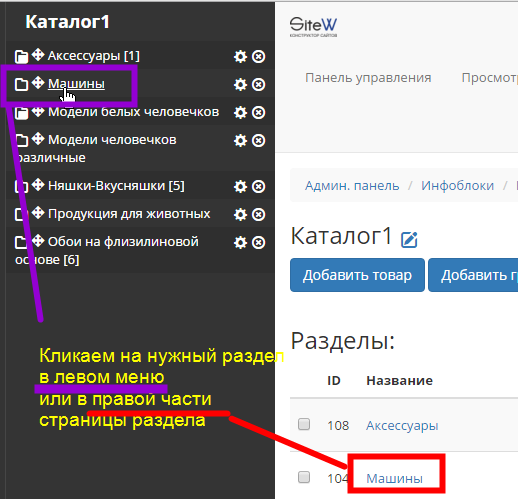 Каталог1
Аксессуары [1]
Машины
Модели белых человечков
Модели человечков
различные
Няшки-Вкусняшки [5]
Продукция для животных
Обои на флизилиновой
основе [6]
Кликаем на нужный раздел
в левом меню
или в правой части
страницы раздела
SiteW
КОНСТРУКТОР САЙТОВ
Панель управления Просмотр
Админ. панель / Инфоблоки /
Каталог1
Добавить товар Добавить г
Разделы:
ID Название
108 Аксессуары
104 Машины